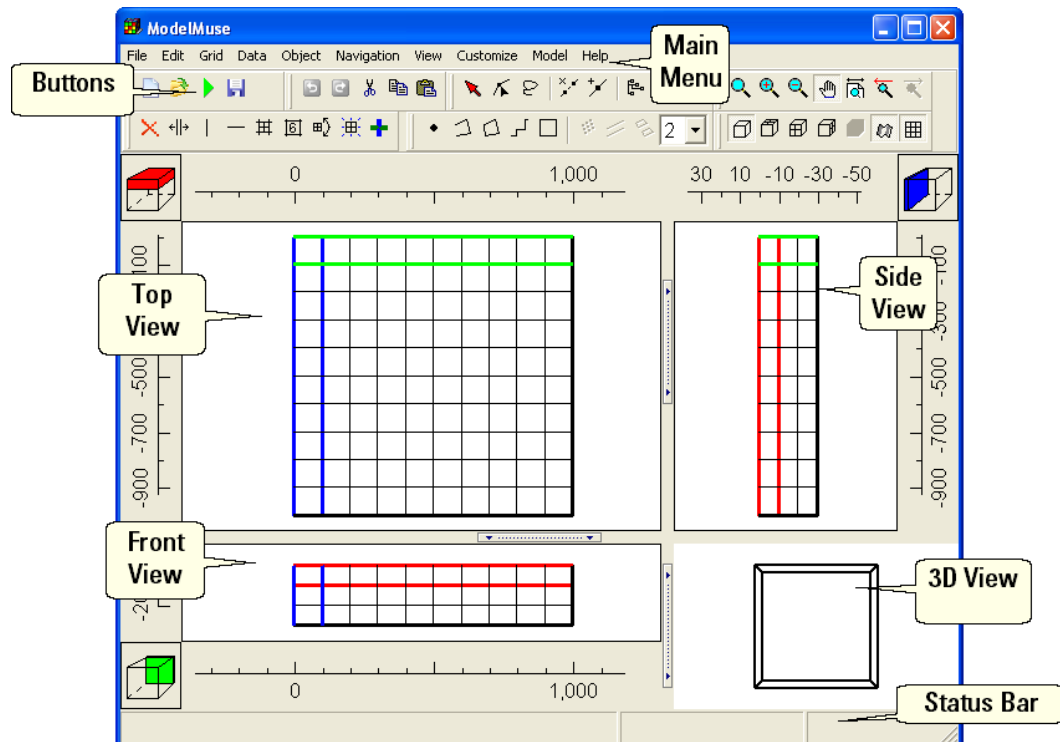 ModelMuse
File Edit Grid Data Object Navigation View Customize Model Help
Main
Menu
Buttons
6
2
0 1,000
30 10 -10 -30 -50
-100
-500
-700
-900
Top
View
Side
View
-100
-300
-500
-700
-900
Front
View
3D View
0 1,000
Status Bar